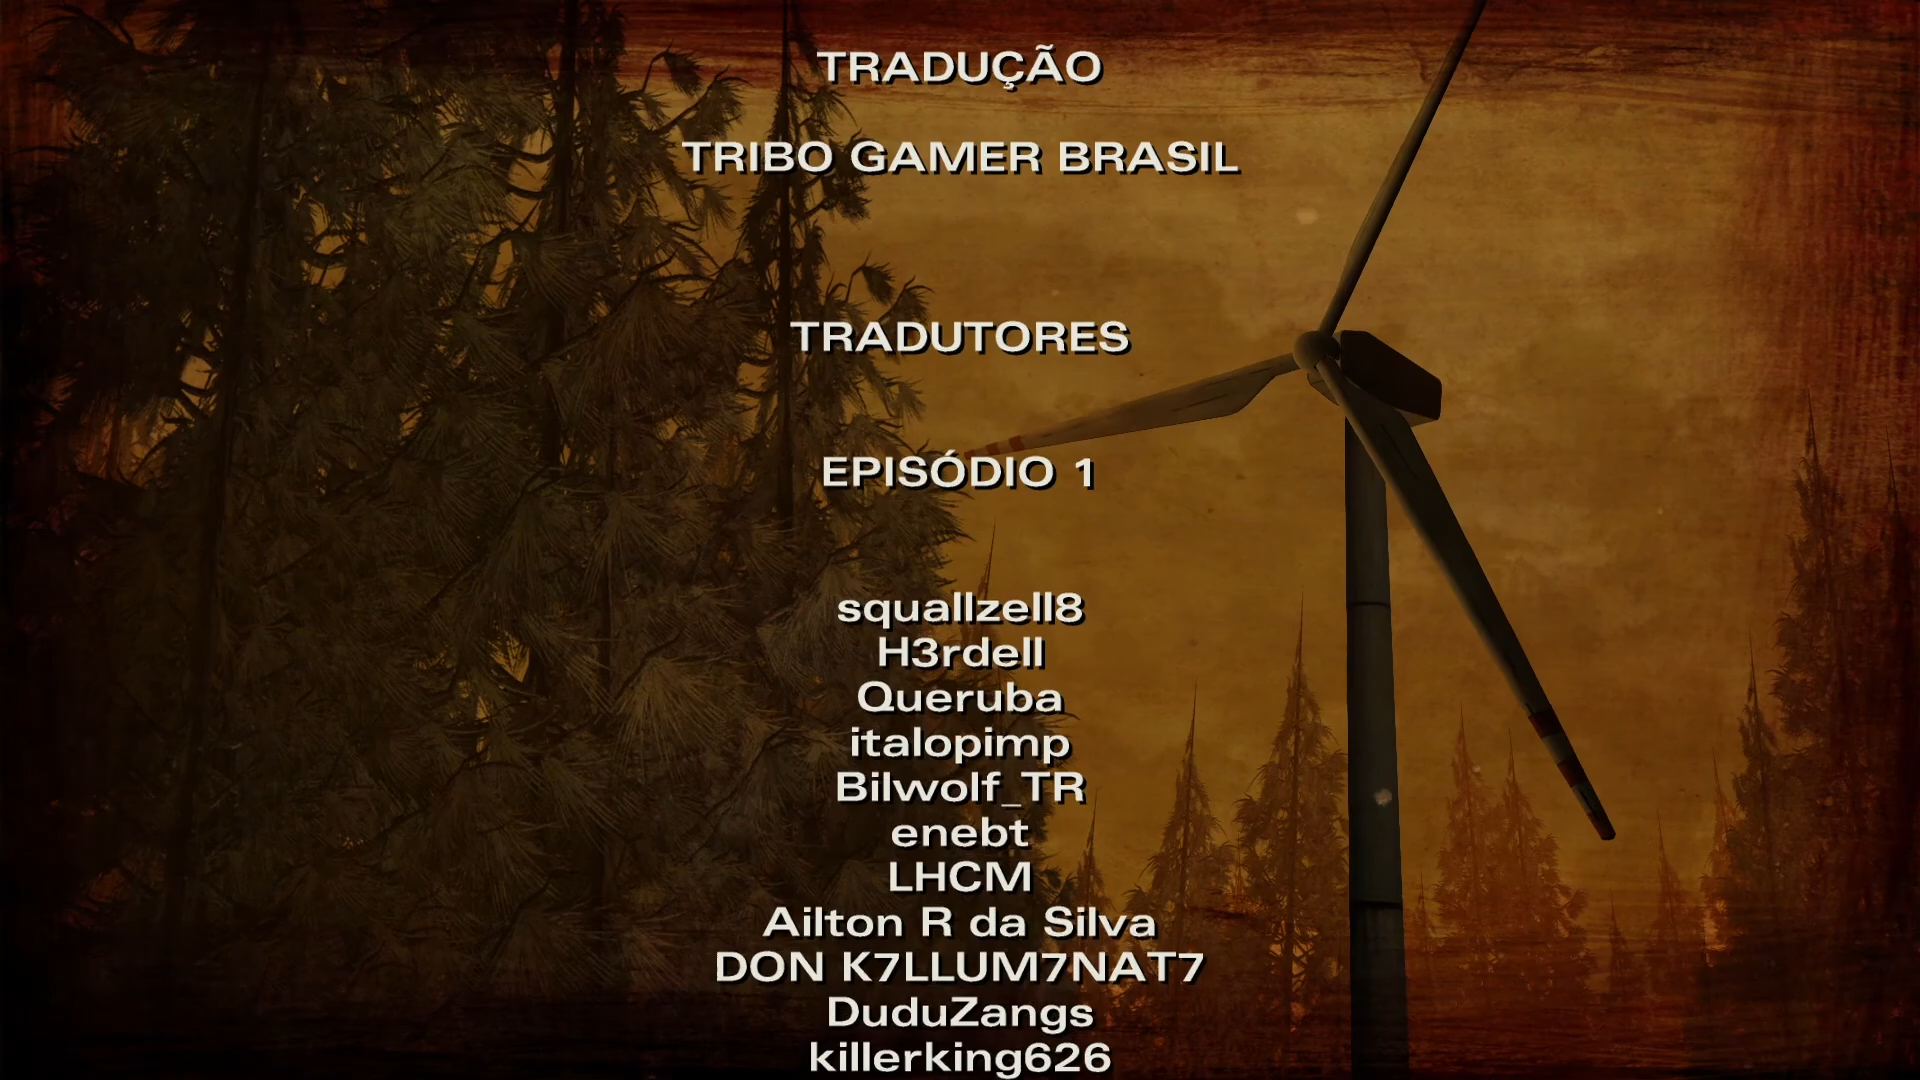 TRADUÇÃO
TRIBO GAMER BRASIL
TRADUTORES
EPISÓDIO 1
squallzell8
H3rdell
Queruba
italopimp
Bilwolf_TR
enebt
LHCM
Ailton R da Silva
DON K7LLUM7NAT7
DuduZangs
killerking626